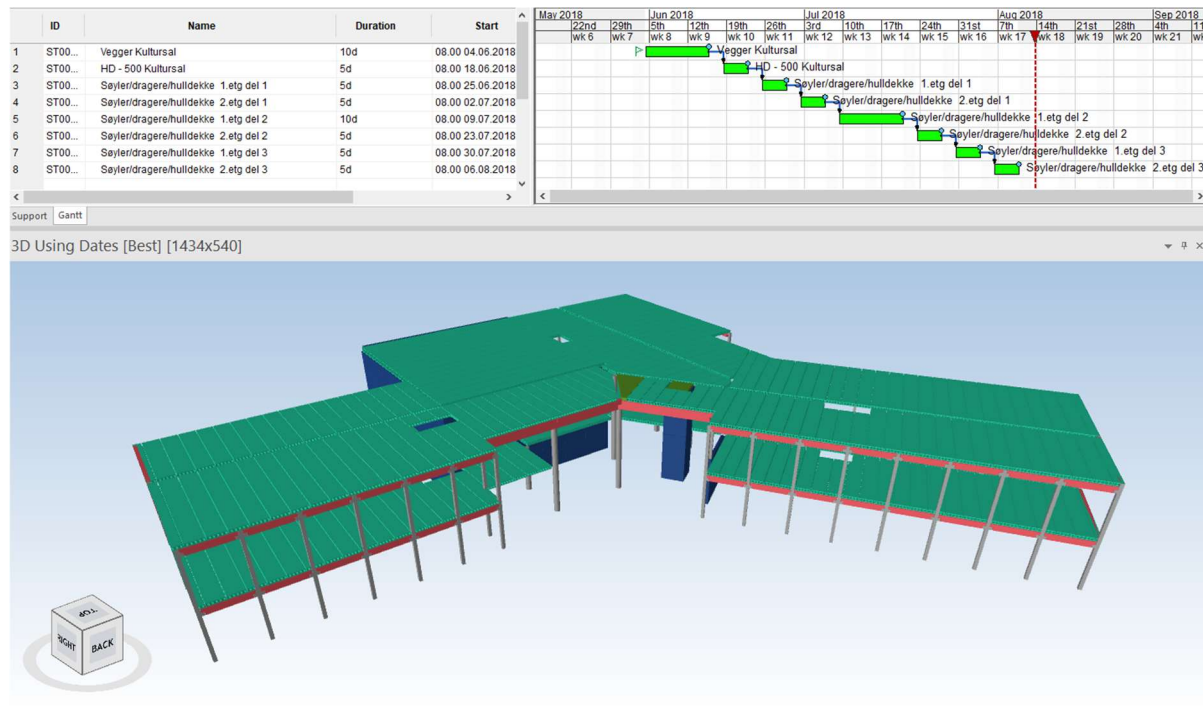 ID Name Duration Start
1 ST00... Vegger Kultursal 10d 08.00 04.06.2018
2 ST00... HD - 500 Kultursal 5d 08.00 18.06.2018
3 ST00... Søyler/dragere/hulldekke 1.etg del 1 5d 08.00 25.06.2018
4 ST00... Søyler/dragere/hulldekke 2.etg del 1 5d 08.00 02.07.2018
5 ST00... Søyler/dragere/hulldekke 1.etg del 2 10d 08.00 09.07.2018
6 ST00... Søyler/dragere/hulldekke 2.etg del 2 5d 08.00 23.07.2018
7 ST00... Søyler/dragere/hulldekke 1.etg del 3 5d 08.00 30.07.2018
8 ST00... Søyler/dragere/hulldekke 2.etg del 3 5d 08.00 06.08.2018
May 2018 Jun 2018 Jul 2018 Aug 2018 Sep 2018
22nd 29th 5th 12th 19th 26th 3rd 10th 17th 24th 31st 7th 14th 21st 28th 4th 11
wk 6 wk 7 wk 8 wk 9 wk 10 wk 11 wk 12 wk 13 wk 14 wk 15 wk 16 wk 17 wk 18 wk 19 wk 20 wk 21
Vegger Kultursal
HD - 500 Kultursal
Søyler/dragere/hulldekke 1.etg del 1
Søyler/dragere/hulldekke 2.etg del 1
Søyler/dragere/hulldekke 1.etg del 2
Søyler/dragere/hulldekke 2.etg del 2
Søyler/dragere/hulldekke 1.etg del 3
Søyler/dragere/hulldekke 2.etg del 3
Support Gantt
3D Using Dates [Best] [1434x540]
TOP
RIGHT BACK